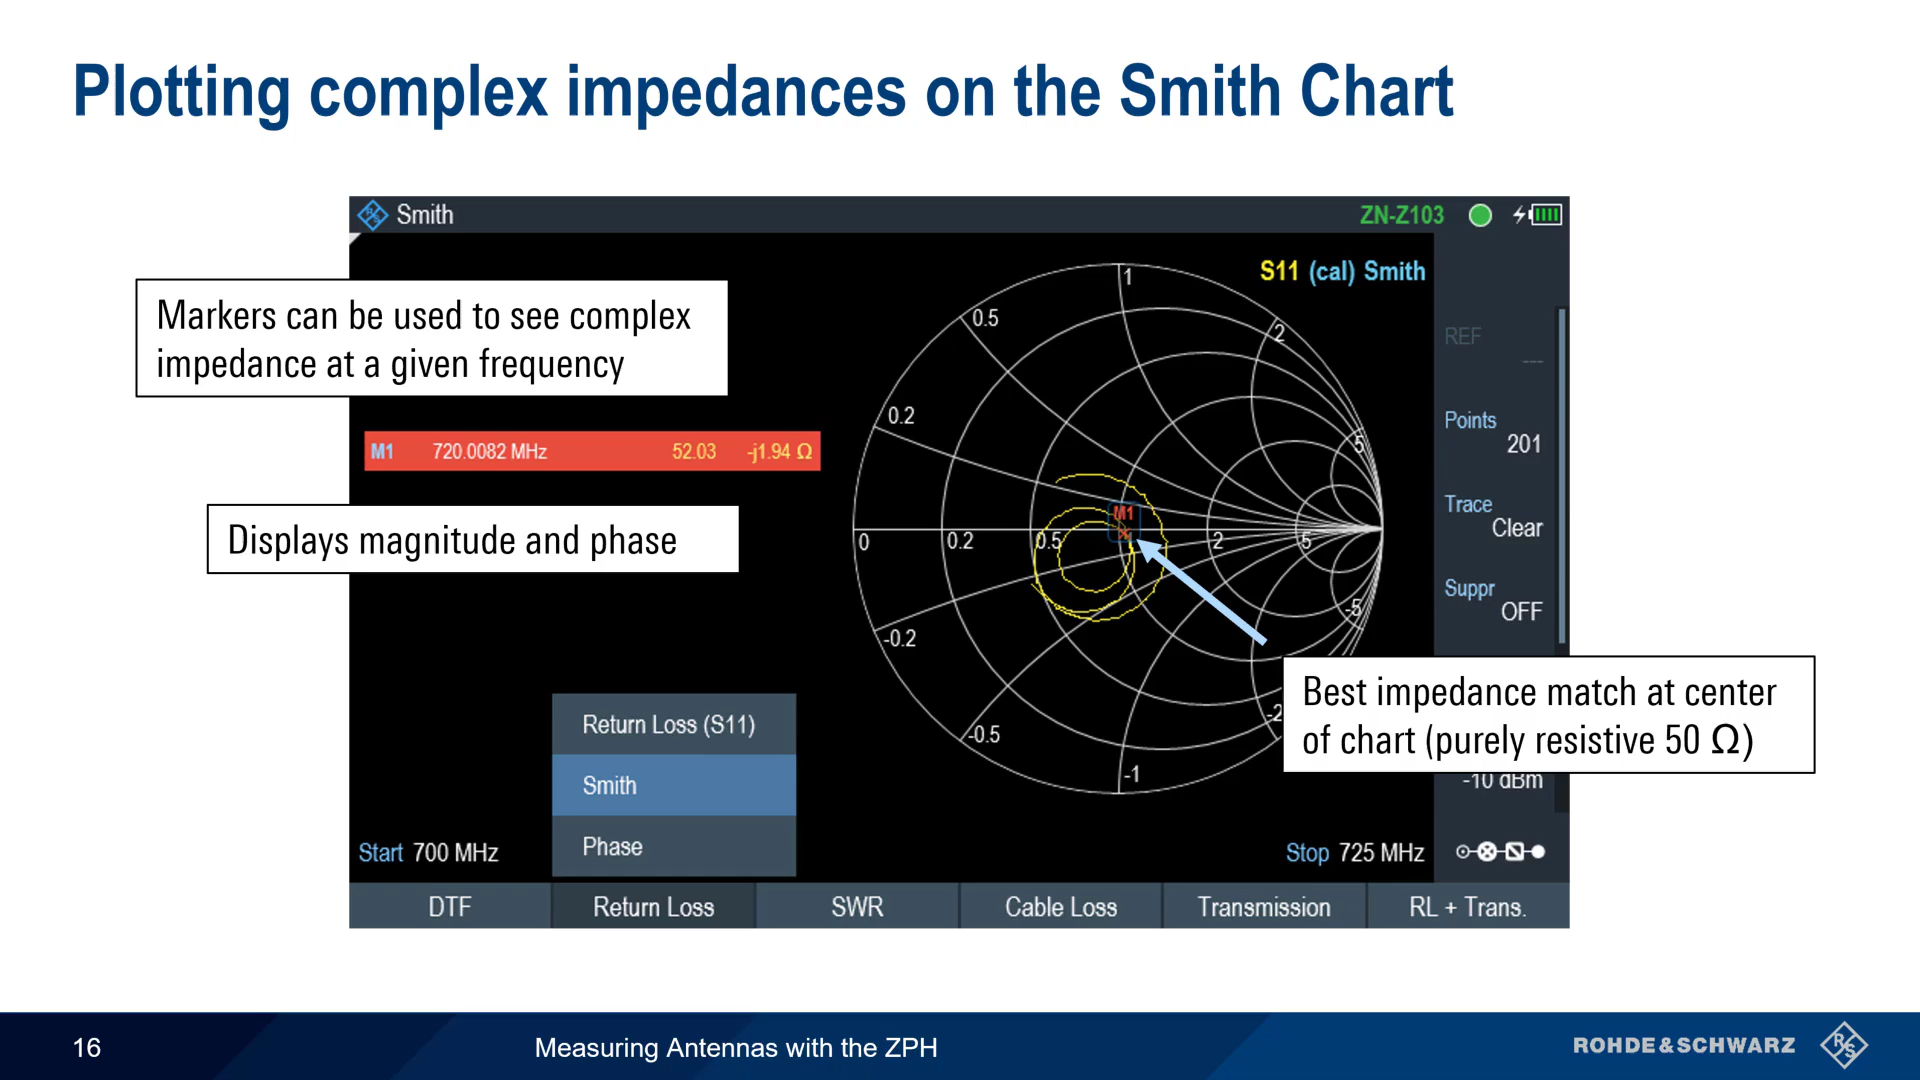 Plotting complex impedances on the Smith Chart
Smith
ZN-Z103
S11 (cal) Smith
Markers can be used to see complex
impedance at a given frequency
M1 720.0082 MHz 52.03 -j1.94 Ω
Displays magnitude and phase
1
0.5
2
0.2
5
M1
0
0.2
0.5
2
5
-5
-0.2
-2
-0.5
-1
REF
---
Points
201
Trace
Clear
Suppr
OFF
Best impedance match at center
of chart (purely resistive 50 Ω)
-10 dBm
Return Loss (S11)
Smith
Phase
Start 700 MHz
Stop 725 MHz
DTF
Return Loss
SWR
Cable Loss
Transmission
RL + Trans.
16
Measuring Antennas with the ZPH
ROHDE&SCHWARZ
R&S